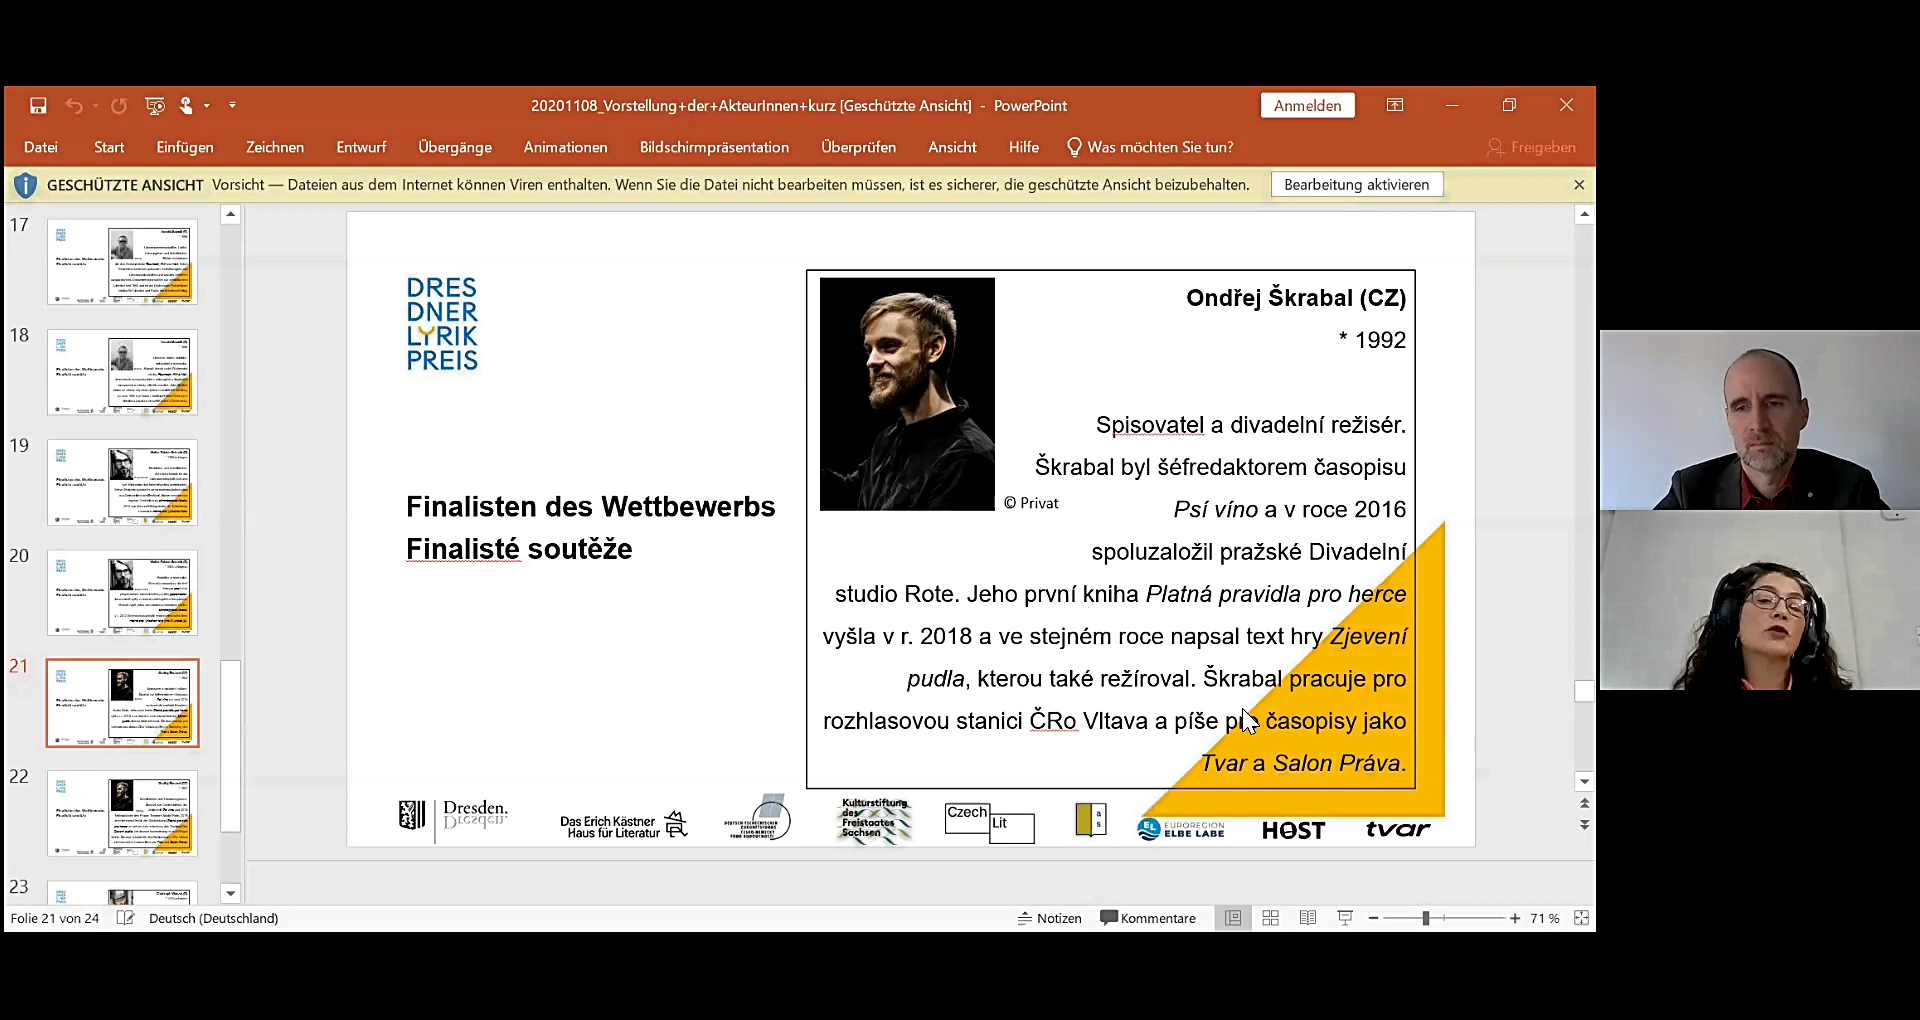 20201108_Vorstellung+der+AkteurInnen+kurz [Geschützte Ansicht] - PowerPoint
Anmelden
Datei Start Einfügen Zeichnen Entwurf Übergänge Animationen Bildschirmpräsentation Überprüfen Ansicht Hilfe Was möchten Sie tun? Freigeben
GESCHÜTZTE ANSICHT Vorsicht — Dateien aus dem Internet können Viren enthalten. Wenn Sie die Datei nicht bearbeiten müssen, ist es sicherer, die geschützte Ansicht beizubehalten. Bearbeitung aktivieren
17
18
19
20
21
22
23
DRES
DNER
LYRIK
PREIS
Finalisten des Wettbewerbs
Finalisté soutěže
Ondřej Škrabal (CZ)
* 1992
Spisovatel a divadelní režisér.
Škrabal byl šéfredaktorem časopisu
© Privat
Psí víno a v roce 2016
spoluzaložil pražské Divadelní
studio Rote. Jeho první kniha Platná pravidla pro herce
vyšla v r. 2018 a ve stejném roce napsal text hry Zjevení
pudla, kterou také režíroval. Škrabal pracuje pro
rozhlasovou stanici ČRo Vltava a píše pro časopisy jako
Tvar a Salon Práva.
Dresden.
Dresden.
Das Erich Kästner
Haus für Literatur
Kulturstiftung
des
Freistaates
Sachsen
Czech
Lit
a
s
EUROREGION
ELBE LABE
HOST
tvar
Folie 21 von 24 Deutsch (Deutschland) Notizen Kommentare 71 %